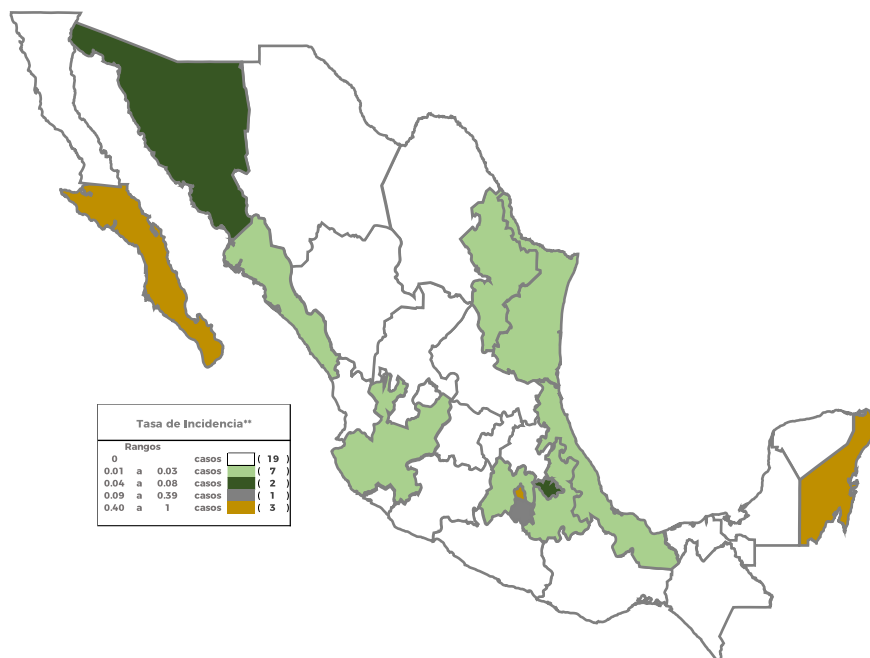 Tasa de Incidencia**
Rangos
0 casos ( 19 )
0.01 a 0.03 casos ( 7 )
0.04 a 0.08 casos ( 2 )
0.09 a 0.39 casos ( 1 )
0.40 a 1 casos ( 3 )